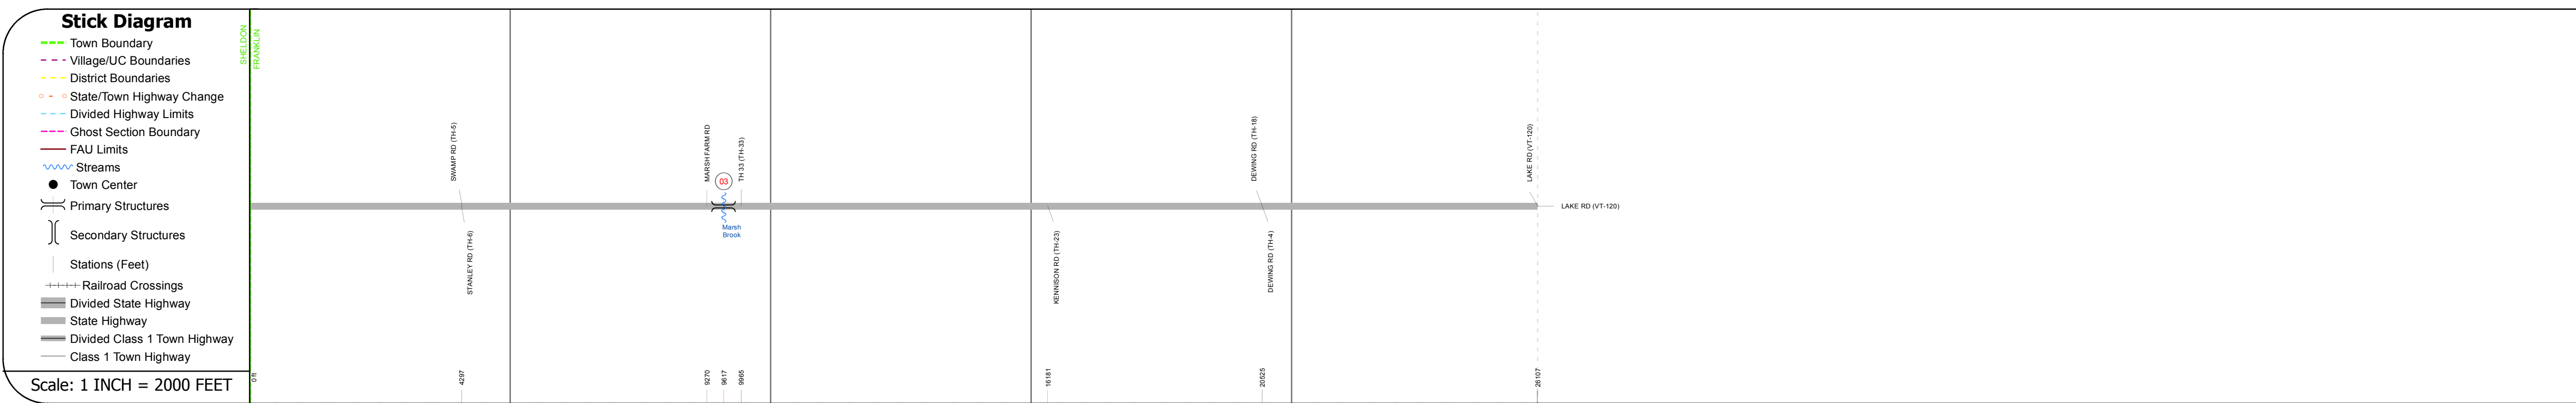 Stick Diagram
Town Boundary
Village/UC Boundaries
District Boundaries
State/Town Highway Change
Divided Highway Limits
Ghost Section Boundary
FAU Limits
Streams
Town Center
Primary Structures
Secondary Structures
Stations (Feet)
Railroad Crossings
Divided State Highway
State Highway
Divided Class 1 Town Highway
Class 1 Town Highway
Scale: 1 INCH = 2000 FEET
SHELDON
FRANKLIN
SWAMP RD (TH-5)
STANLEY RD (TH-6)
MARSH FARM RD
03
TH 33 (TH-33)
Marsh
Brook
KENNISON RD (TH-23)
DEWING RD (TH-18)
DEWING RD (TH-4)
LAKE RD (VT-120)
LAKE RD (VT-120)
0 ft
4297
9270
9617
9965
16181
20525
26107